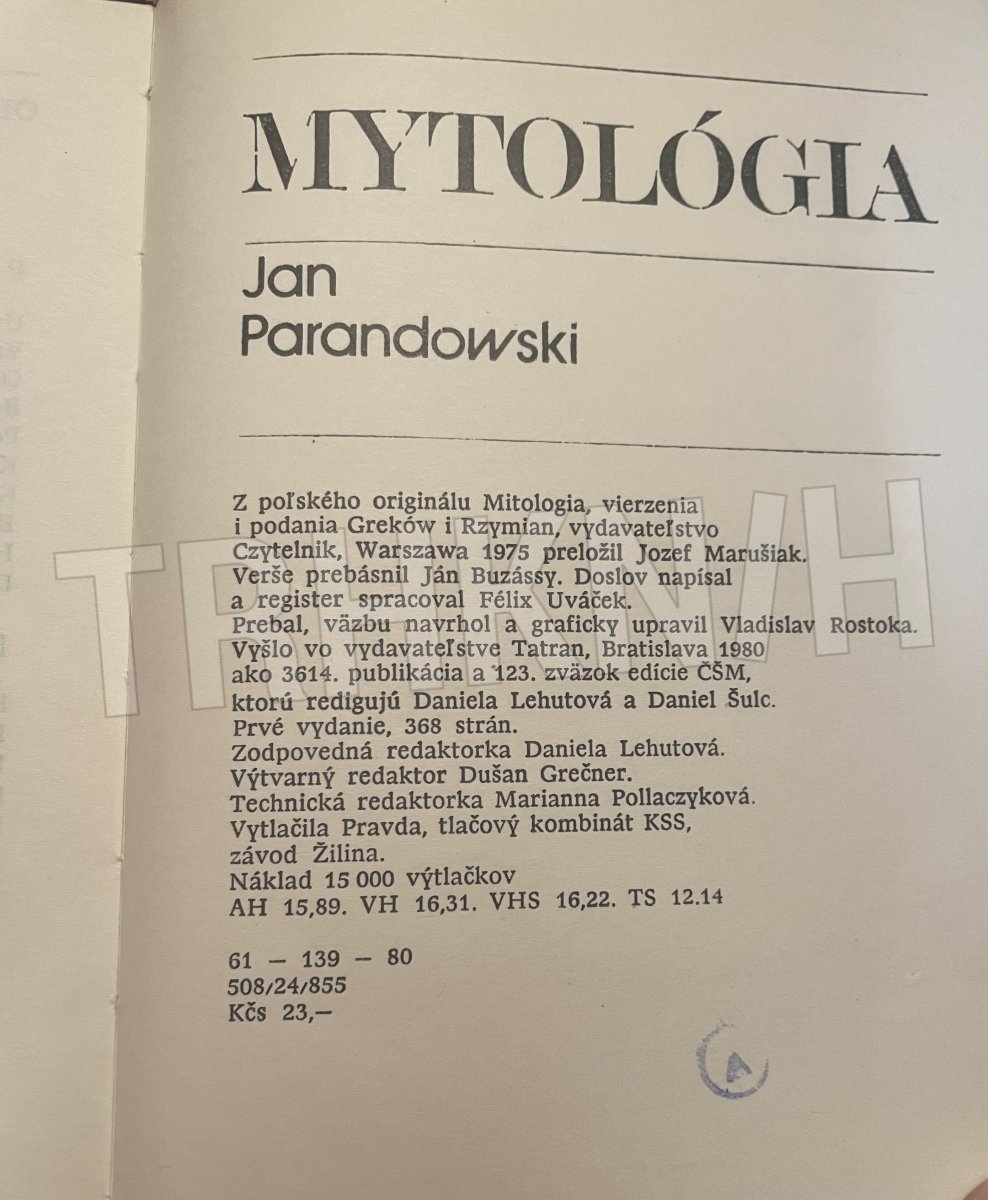 MYTOLÓGIA
Jan
Parandowski
Z poľského originálu Mitologia, vierzenia
i podania Greków i Rzymian, vydavateľstvo
Czytelnik, Warszawa 1975 preložil Jozef Marušiak.
Verše prebásnil Ján Buzássy. Doslov napísal
a register spracoval Félix Uváček.
Prebal, väzbu navrhol a graficky upravil Vladislav Rostoka.
Vyšlo vo vydavateľstve Tatran, Bratislava 1980
ako 3614. publikácia a 123. zväzok edície ČŠM,
ktorú redigujú Daniela Lehutová a Daniel Šulc.
Prvé vydanie, 368 strán.
Zodpovedná redaktorka Daniela Lehutová.
Výtvarný redaktor Dušan Grečner.
Technická redaktorka Marianna Pollaczyková.
Vytlačila Pravda, tlačový kombinát KSS,
závod Žilina.
Náklad 15 000 výtlačkov
AH 15,89. VH 16,31. VHS 16,22. TS 12.14
61 — 139 — 80
508/24/855
Kčs 23,—
A
TRHKNÍH